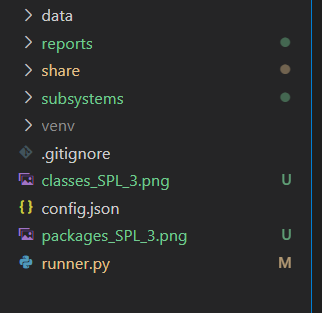 data
reports
share
subsystems
venv
.gitignore
classes_SPL_3.png U
{} config.json
packages_SPL_3.png U
runner.py M